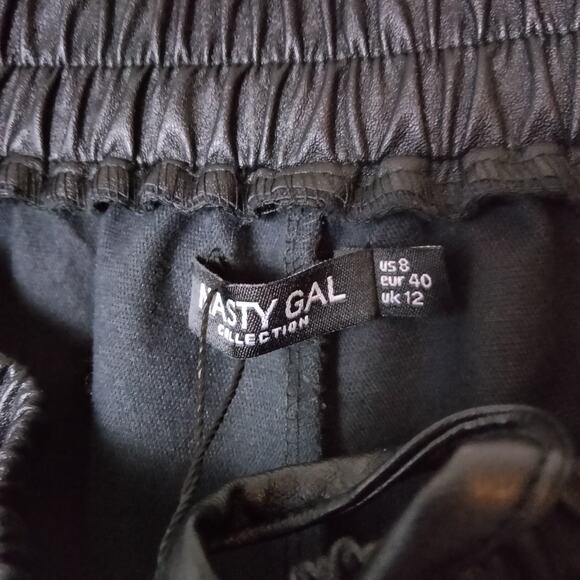 NASTY GAL
COLLECTION
us 8
eur 40
uk 12